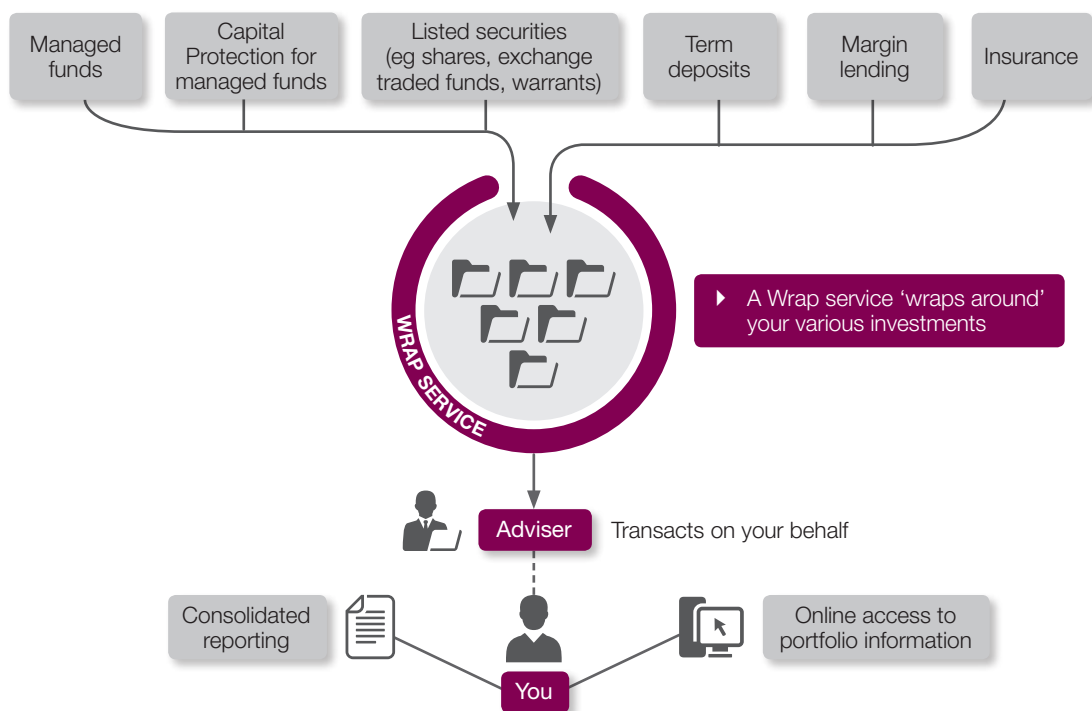 Managed
funds
Capital
Protection for
managed funds
Listed securities
(eg shares, exchange
traded funds, warrants)
Term
deposits
Margin
lending
Insurance
WRAP SERVICE
A Wrap service ‘wraps around’
your various investments
Adviser
Transacts on your behalf
Consolidated
reporting
Online access to
portfolio information
You